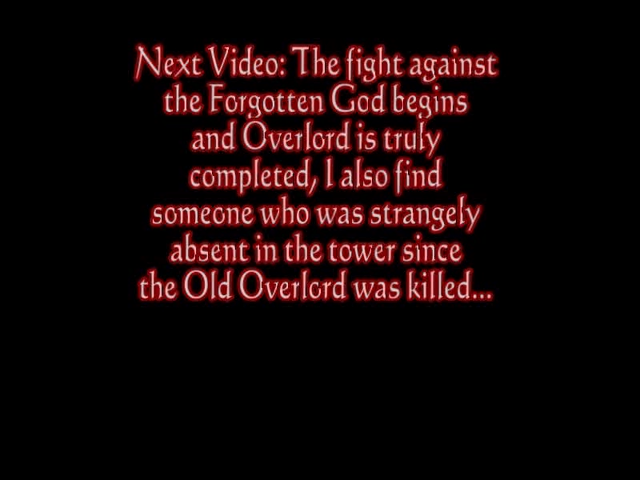 Next Video: The fight against
the Forgotten God begins
and Overlord is truly
completed, I also find
someone who was strangely
absent in the tower since
the Old Overlord was killed...